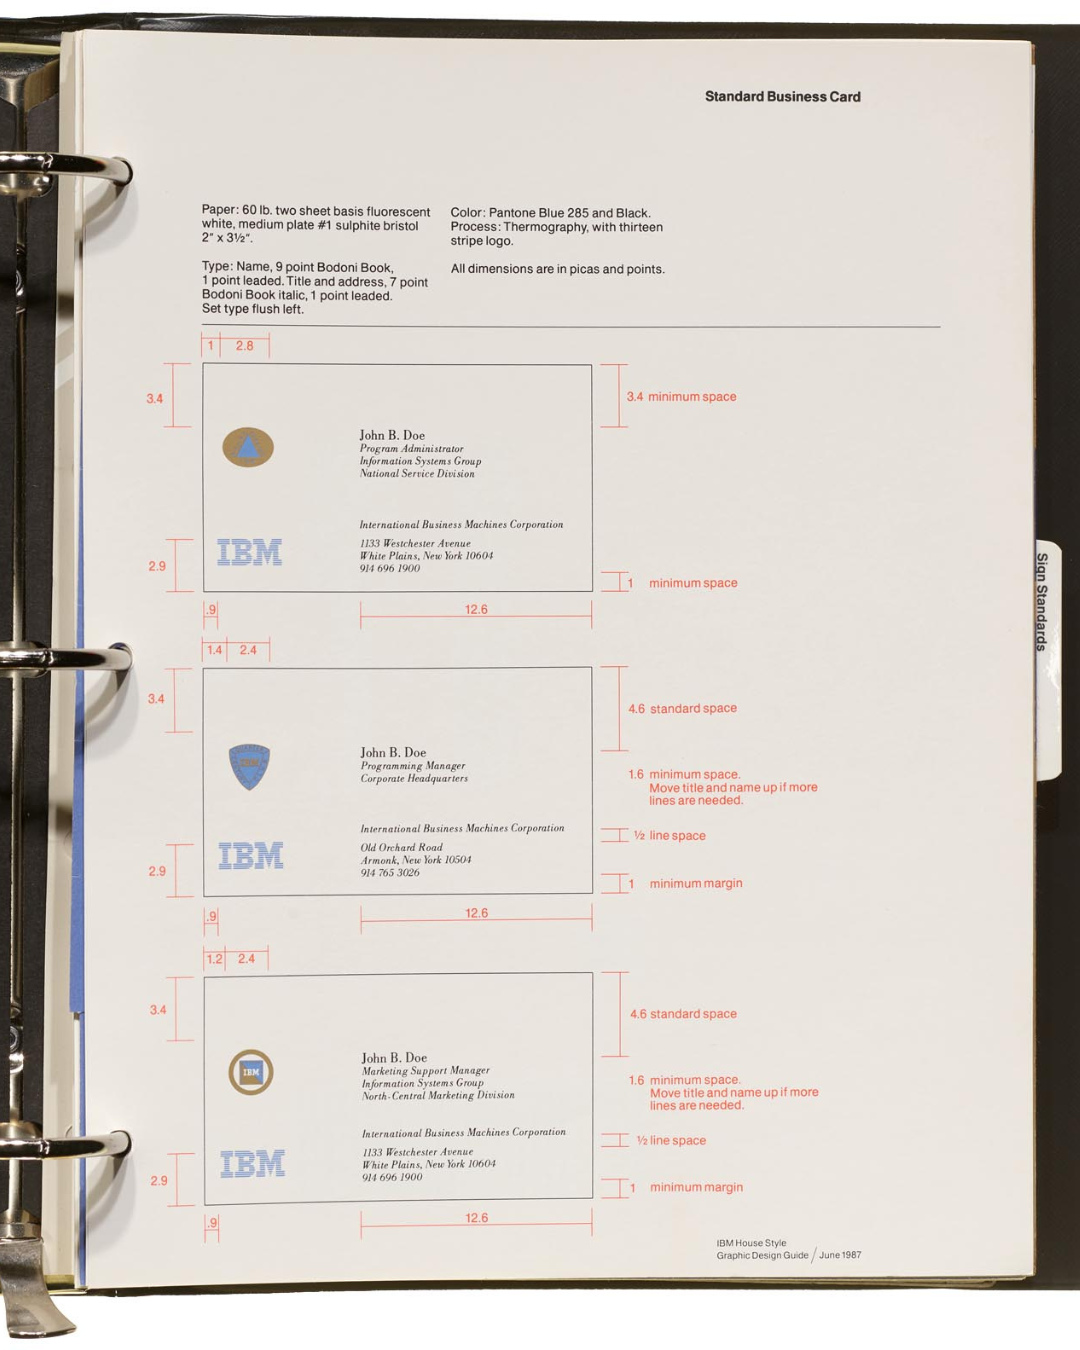 Standard Business Card
Paper: 60 lb. two sheet basis fluorescent
white, medium plate #1 sulphite bristol
2" x 3½".
Type: Name, 9 point Bodoni Book,
1 point leaded. Title and address, 7 point
Bodoni Book italic, 1 point leaded.
Set type flush left.
Color: Pantone Blue 285 and Black.
Process: Thermography, with thirteen
stripe logo.
All dimensions are in picas and points.
1 2.8
3.4
3.4 minimum space
John B. Doe
Program Administrator
Information Systems Group
National Service Division
International Business Machines Corporation
1133 Westchester Avenue
White Plains, New York 10604
914 696 1900
IBM
2.9
1 minimum space
.9
12.6
1.4 2.4
3.4
4.6 standard space
John B. Doe
Programming Manager
Corporate Headquarters
1.6 minimum space.
Move title and name up if more
lines are needed.
International Business Machines Corporation
Old Orchard Road
Armonk, New York 10504
914 765 3026
IBM
½ line space
2.9
1 minimum margin
.9
12.6
1.2 2.4
3.4
4.6 standard space
IBM
John B. Doe
Marketing Support Manager
Information Systems Group
North-Central Marketing Division
1.6 minimum space.
Move title and name up if more
lines are needed.
International Business Machines Corporation
1133 Westchester Avenue
White Plains, New York 10604
914 696 1900
IBM
½ line space
2.9
1 minimum margin
.9
12.6
IBM House Style
Graphic Design Guide / June 1987
Sign Standards